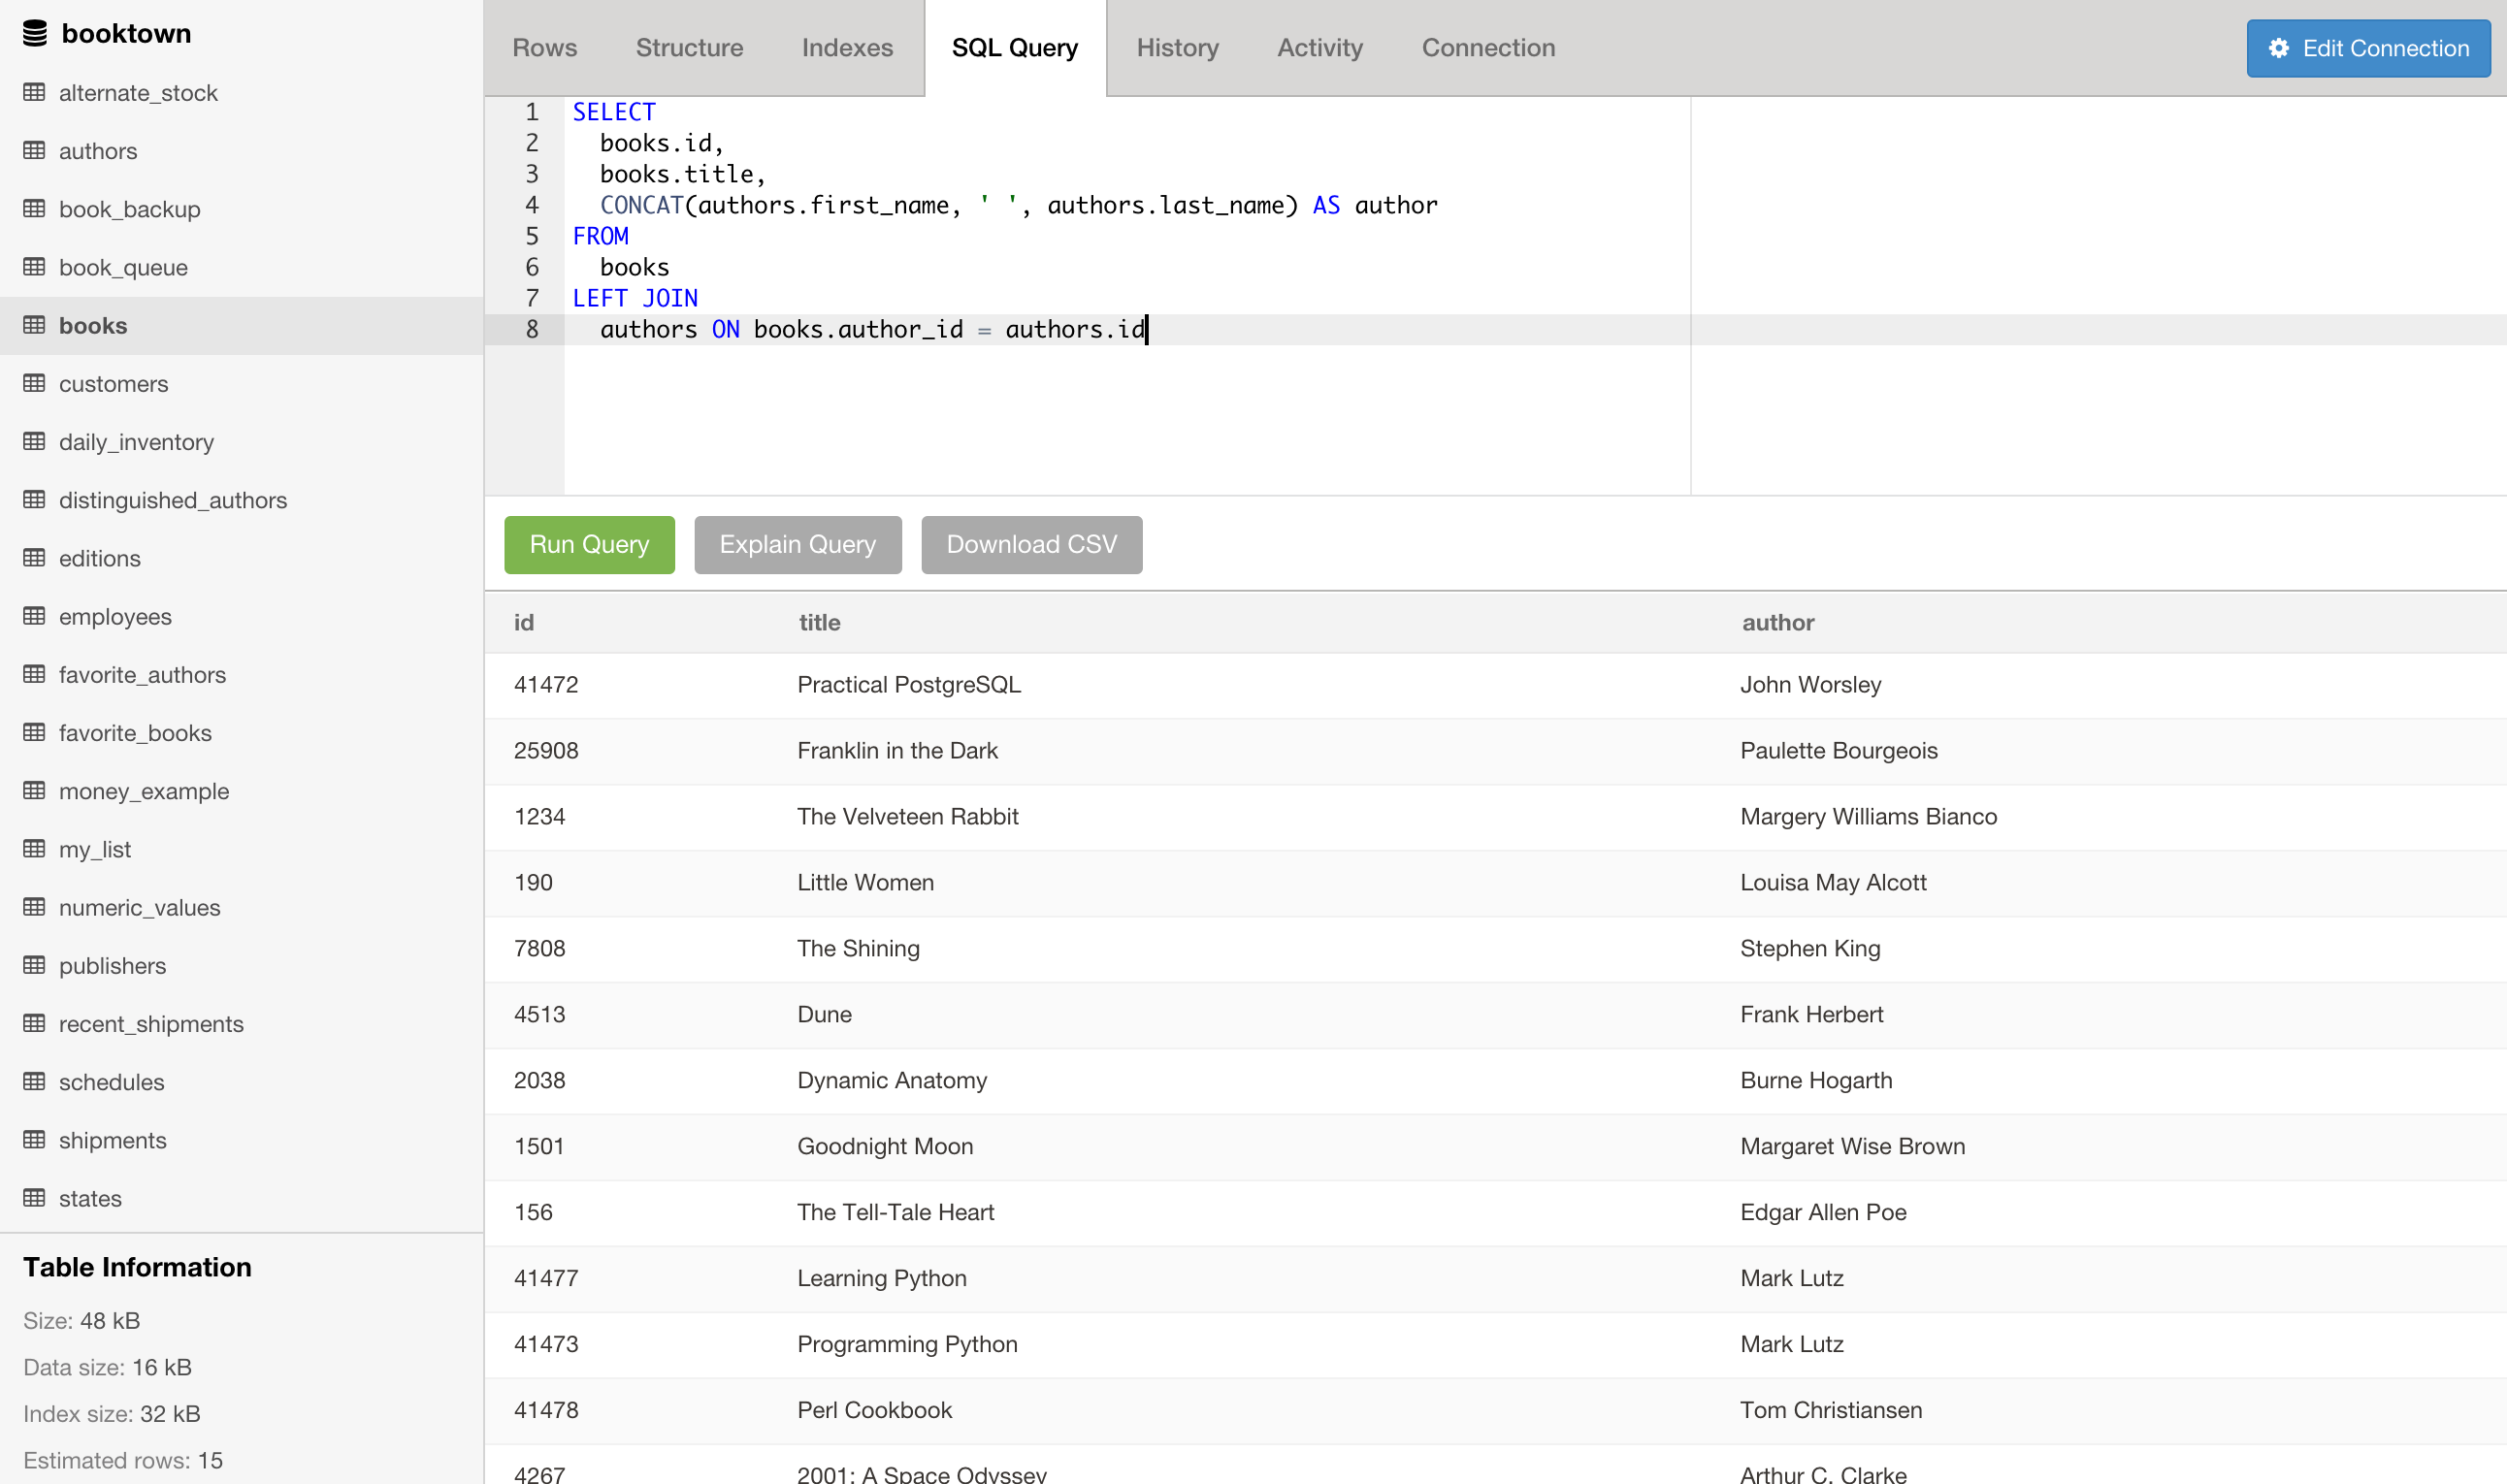 booktown
alternate_stock
authors
book_backup
book_queue
books
customers
daily_inventory
distinguished_authors
editions
employees
favorite_authors
favorite_books
money_example
my_list
numeric_values
publishers
recent_shipments
schedules
shipments
states
Table Information
Size: 48 kB
Data size: 16 kB
Index size: 32 kB
Estimated rows: 15
Rows Structure Indexes SQL Query History Activity Connection Edit Connection
1 SELECT
2 books.id,
3 books.title,
4 CONCAT(authors.first_name, ' ', authors.last_name) AS author
5 FROM
6 books
7 LEFT JOIN
8 authors ON books.author_id = authors.id
Run Query Explain Query Download CSV
id title author
41472 Practical PostgreSQL John Worsley
25908 Franklin in the Dark Paulette Bourgeois
1234 The Velveteen Rabbit Margery Williams Bianco
190 Little Women Louisa May Alcott
7808 The Shining Stephen King
4513 Dune Frank Herbert
2038 Dynamic Anatomy Burne Hogarth
1501 Goodnight Moon Margaret Wise Brown
156 The Tell-Tale Heart Edgar Allen Poe
41477 Learning Python Mark Lutz
41473 Programming Python Mark Lutz
41478 Perl Cookbook Tom Christiansen
4267 2001: A Space Odyssey Arthur C. Clarke